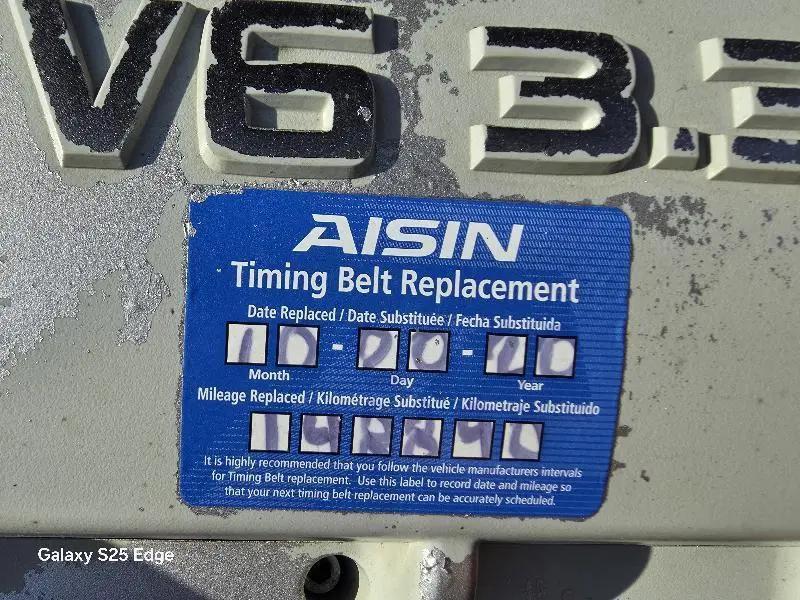 V6 3.3
AISIN
Timing Belt Replacement
Date Replaced / Date Substituée / Fecha Substituida
10 - 20 - 20
Month Day Year
Mileage Replaced / Kilométrage Substitué / Kilometraje Substituido
It is highly recommended that you follow the vehicle manufacturers intervals
for Timing Belt replacement. Use this label to record date and mileage so
that your next timing belt replacement can be accurately scheduled.
Galaxy S25 Edge